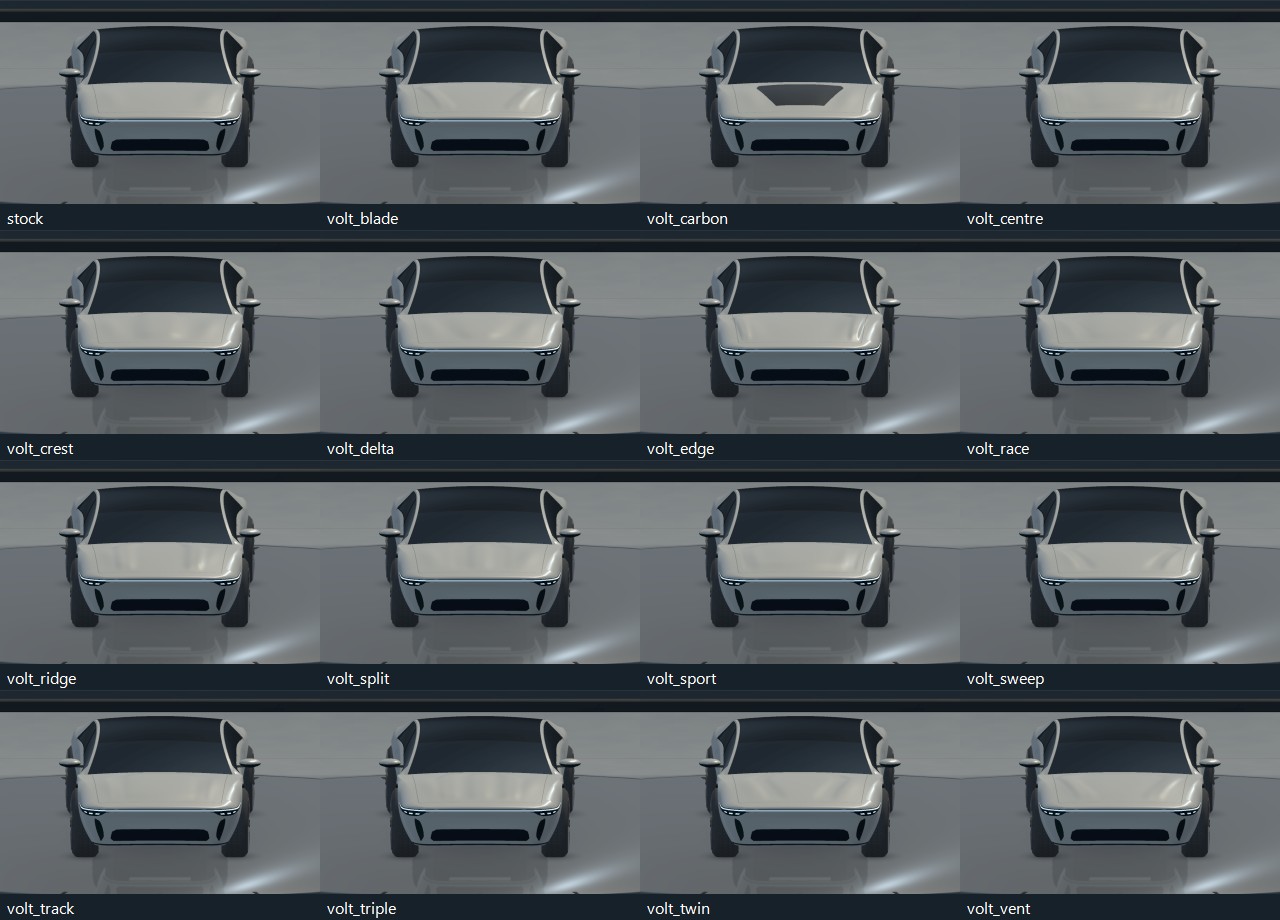 stock
volt_blade
volt_carbon
volt_centre
volt_crest
volt_delta
volt_edge
volt_race
volt_ridge
volt_split
volt_sport
volt_sweep
volt_track
volt_triple
volt_twin
volt_vent